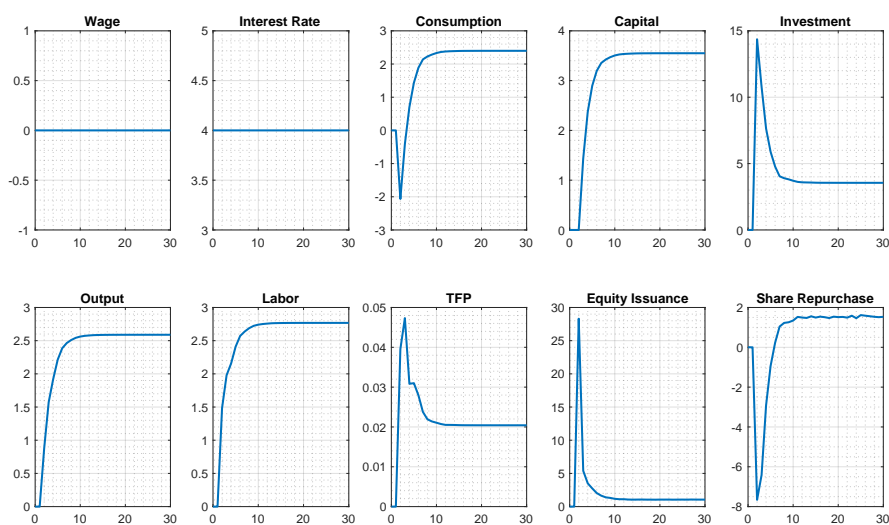 Wage Interest Rate Consumption Capital Investment
1 5 3 4 15
0.5 4.5 2 3 10
0 4 1 2 5
-0.5 3.5 0 1 0
-1 3 -1 0
-2
-3
0 10 20 30 0 10 20 30 0 10 20 30 0 10 20 30 0 10 20 30
Output Labor TFP Equity Issuance Share Repurchase
3 3 0.05 30 2
2.5 2.5 0.04 25 0
2 2 0.03 20 -2
1.5 1.5 0.02 15 -4
1 1 0.01 10 -6
0.5 0.5 0.00 5 -8
0 0 0
0 10 20 30 0 10 20 30 0 10 20 30 0 10 20 30 0 10 20 30